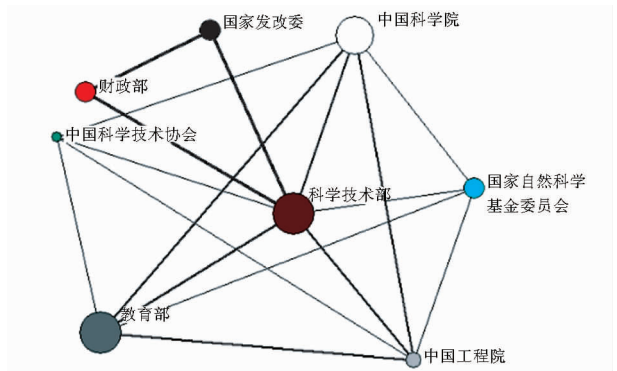 国家发改委
中国科学院
财政部
中国科学技术协会
科学技术部
国家自然科学
基金委员会
教育部
中国工程院